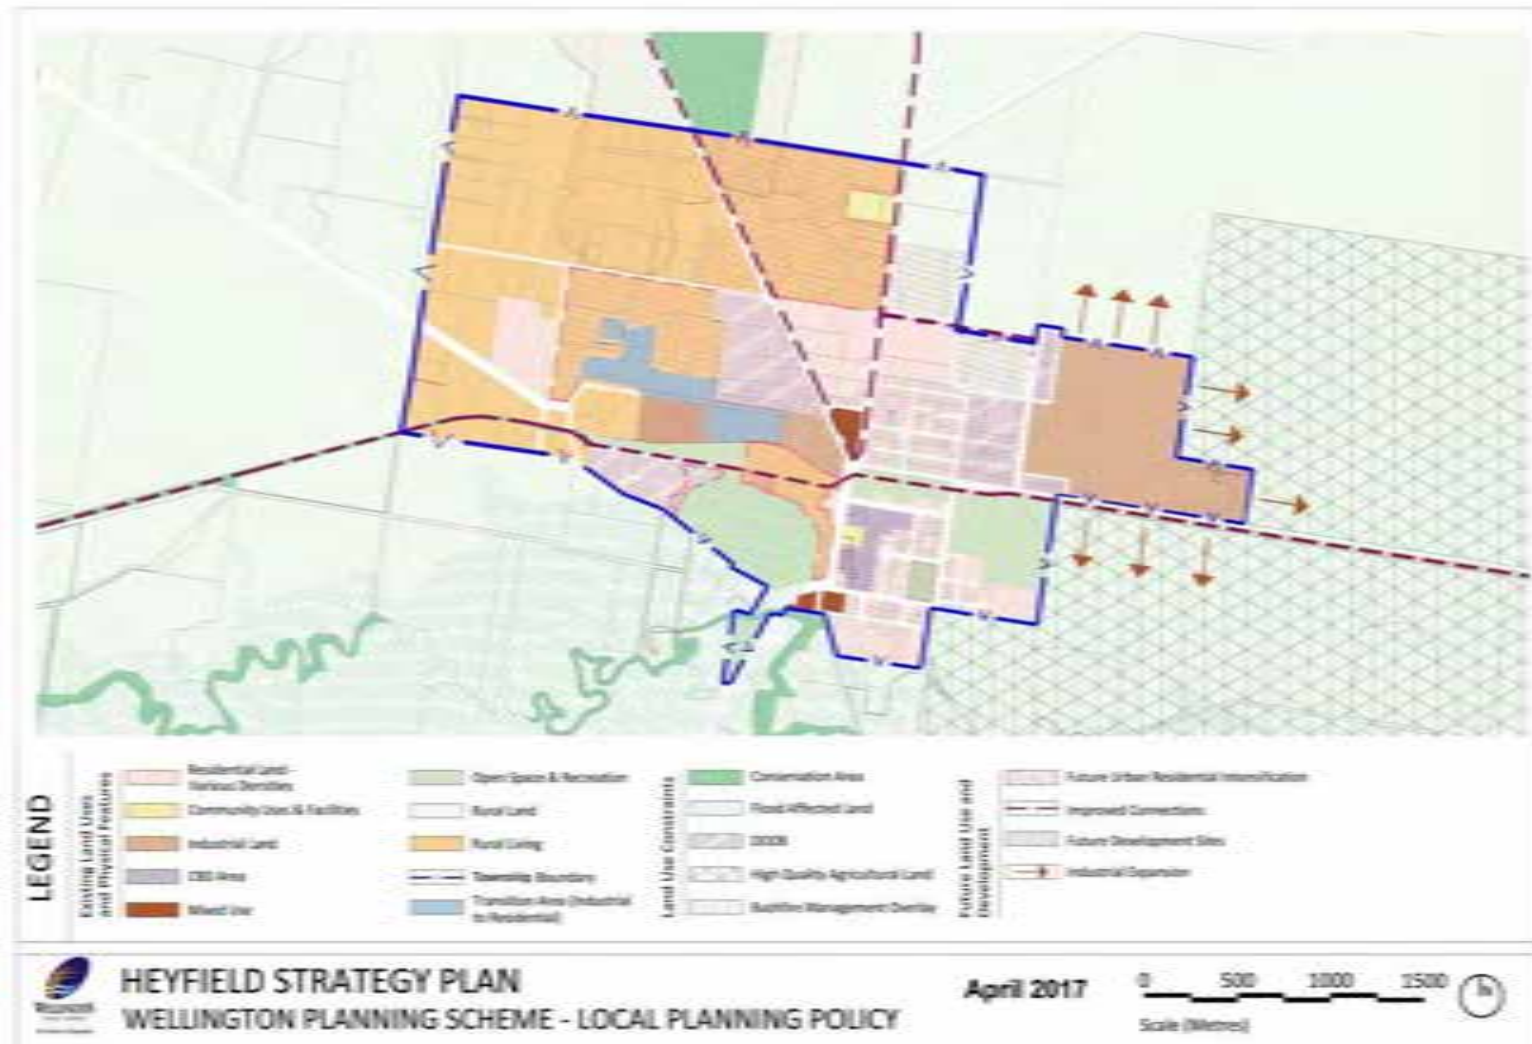 LEGEND
Existing Land Uses
and Physical Features
Residential Land
Various Densities
Community Uses & Facilities
Industrial Land
CBD Area
Mixed Use
Open Space & Recreation
Rural Land
Rural Living
Township Boundary
Transition Area (Industrial
to Residential)
Land Use Constraints
Conservation Area
Flood Affected Land
High Quality Agricultural Land
Bushfire Management Overlay
Future Land Use and
Development
Future Urban Residential Intensification
Improved Connections
Future Development Sites
Industrial Expansion
HEYFIELD STRATEGY PLAN
WELLINGTON PLANNING SCHEME - LOCAL PLANNING POLICY
April 2017
0 500 1000 1500
Scale (Metres)